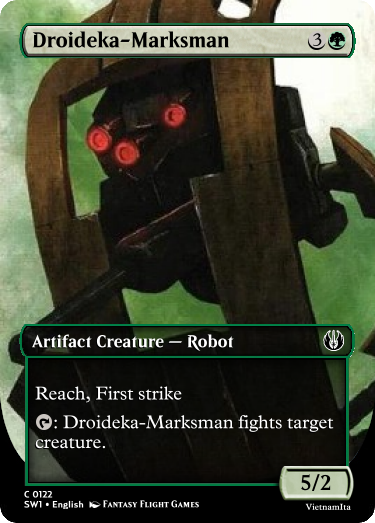 Droideka-Marksman 3
Artifact Creature — Robot
Reach, First strike
: Droideka-Marksman fights target
creature.
5/2
C 0122
SW1 • English FANTASY FLIGHT GAMES
VietnamIta